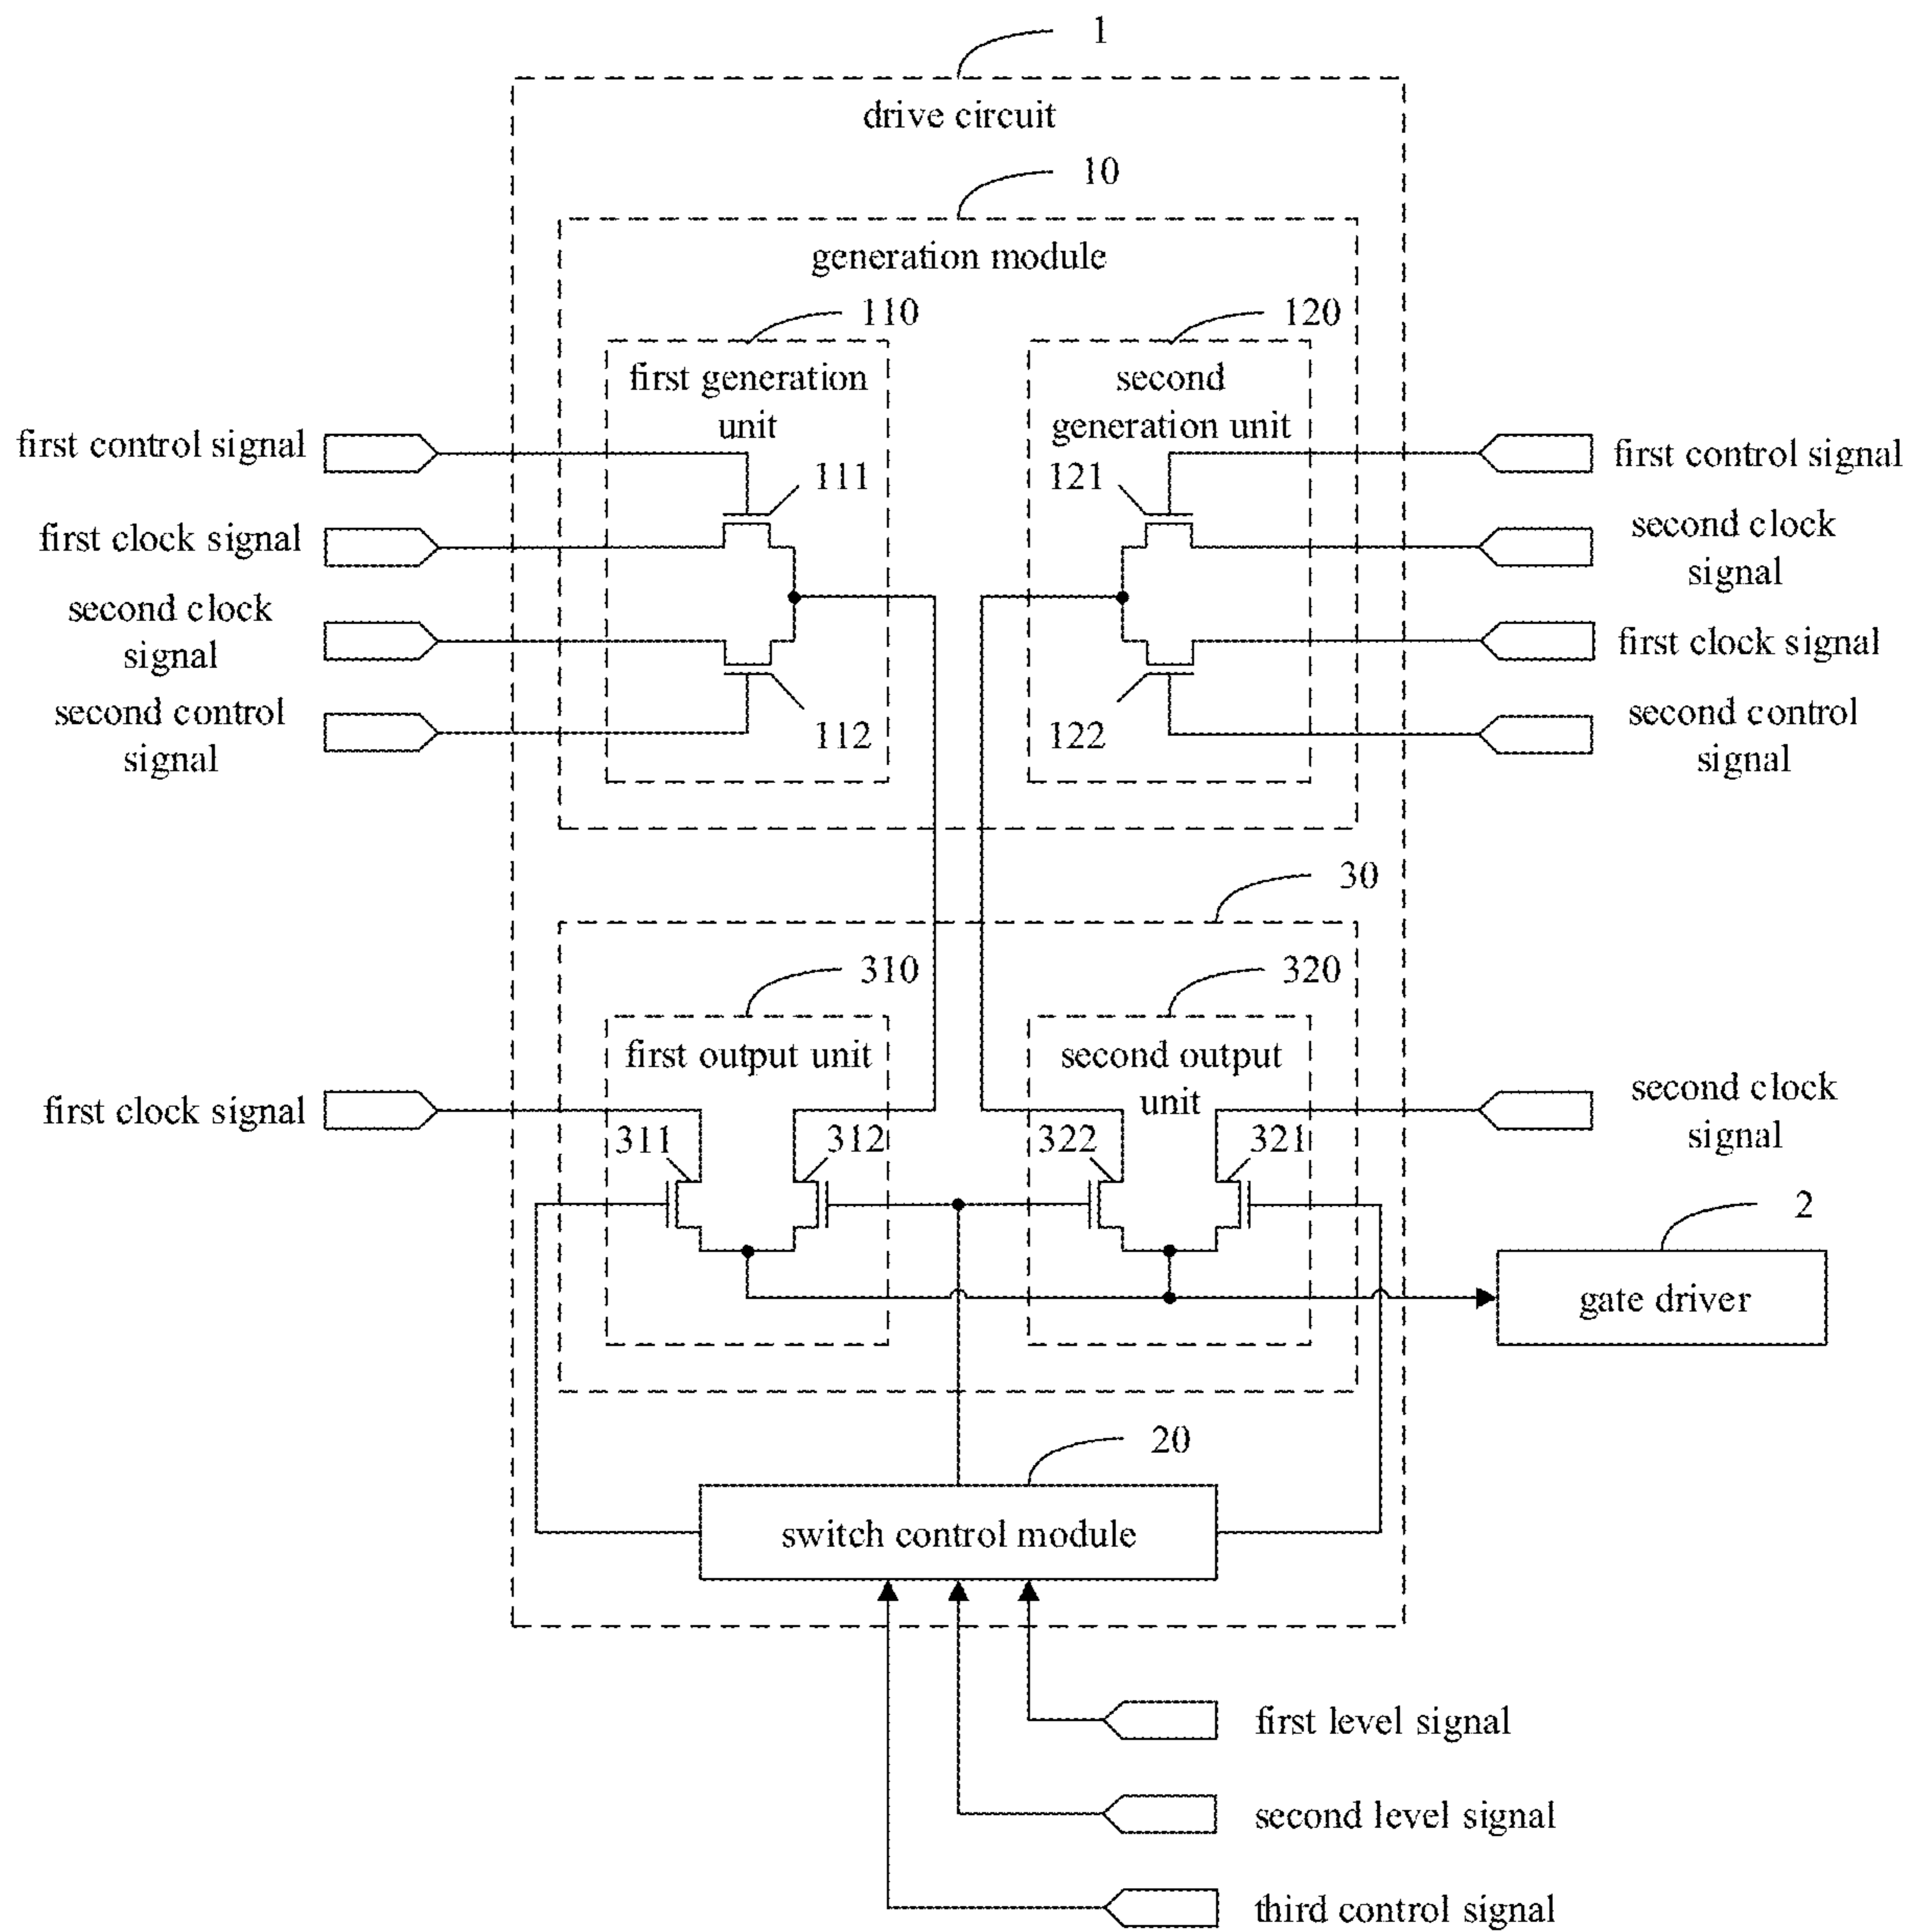 1
drive circuit
10
generation module
110
120
first generation
unit
second
generation unit
first control signal
first control signal
111
121
first clock signal
second clock
signal
second clock
signal
first clock signal
second control
signal
second control
signal
112
122
30
310
320
first output unit
second output
unit
first clock signal
second clock
signal
311
312
322
321
2
gate driver
20
switch control module
first level signal
second level signal
third control signal